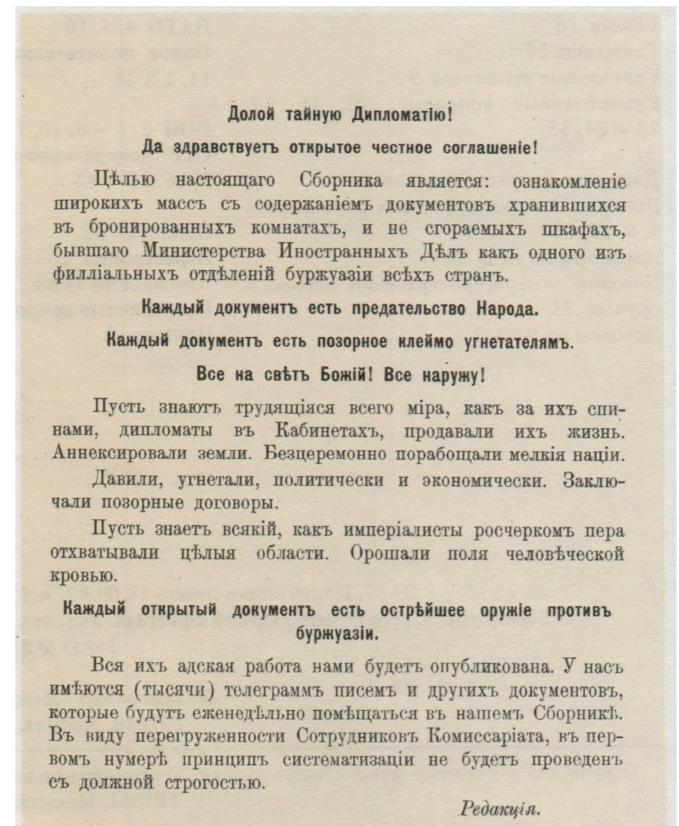 Долой тайную Дипломатію!
Да здравствуетъ открытое честное соглашеніе!
Цѣлью настоящаго Сборника является: ознакомленіе
широкихъ массъ съ содержаніемъ документовъ хранившихся
въ бронированныхъ комнатахъ, и не сгораемыхъ шкафахъ,
бывшаго Министерства Иностранныхъ Дѣлъ какъ одного изъ
филліальныхъ отдѣленій буржуазіи всѣхъ странъ.
Каждый документъ есть предательство Народа.
Каждый документъ есть позорное клеймо угнетателямъ.
Все на свѣтъ Божій! Все наружу!
Пусть знаютъ трудящіяся всего міра, какъ за ихъ спи-
нами, дипломаты въ Кабинетахъ, продавали ихъ жизнь.
Аннексировали земли. Безцеремонно порабощали мелкія націи.
Давили, угнетали, политически и экономически. Заклю-
чали позорные договоры.
Пусть знаетъ всякій, какъ имперіалисты росчеркомъ пера
отхватывали цѣлыя области. Орошали поля человѣческой
кровью.
Каждый открытый документъ есть острѣйшее оружіе противъ
буржуазіи.
Вся ихъ адская работа нами будетъ опубликована. У насъ
имѣются (тысячи) телеграммъ писемъ и другихъ документовъ,
которые будутъ еженедѣльно помѣщаться въ нашемъ Сборникѣ.
Въ виду перегруженности Сотрудниковъ Комиссаріата, въ пер-
вомъ нумерѣ принципъ систематизаціи не будетъ проведенъ
съ должной строгостью.
Редакція.